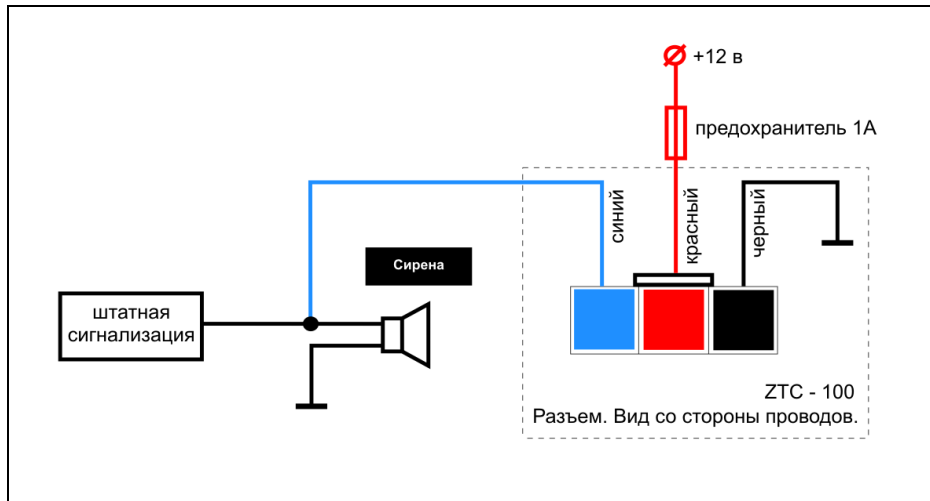 +12 в
предохранитель 1А
синий
красный
черный
Сирена
штатная
сигнализация
ZTC - 100
Разъем. Вид со стороны проводов.